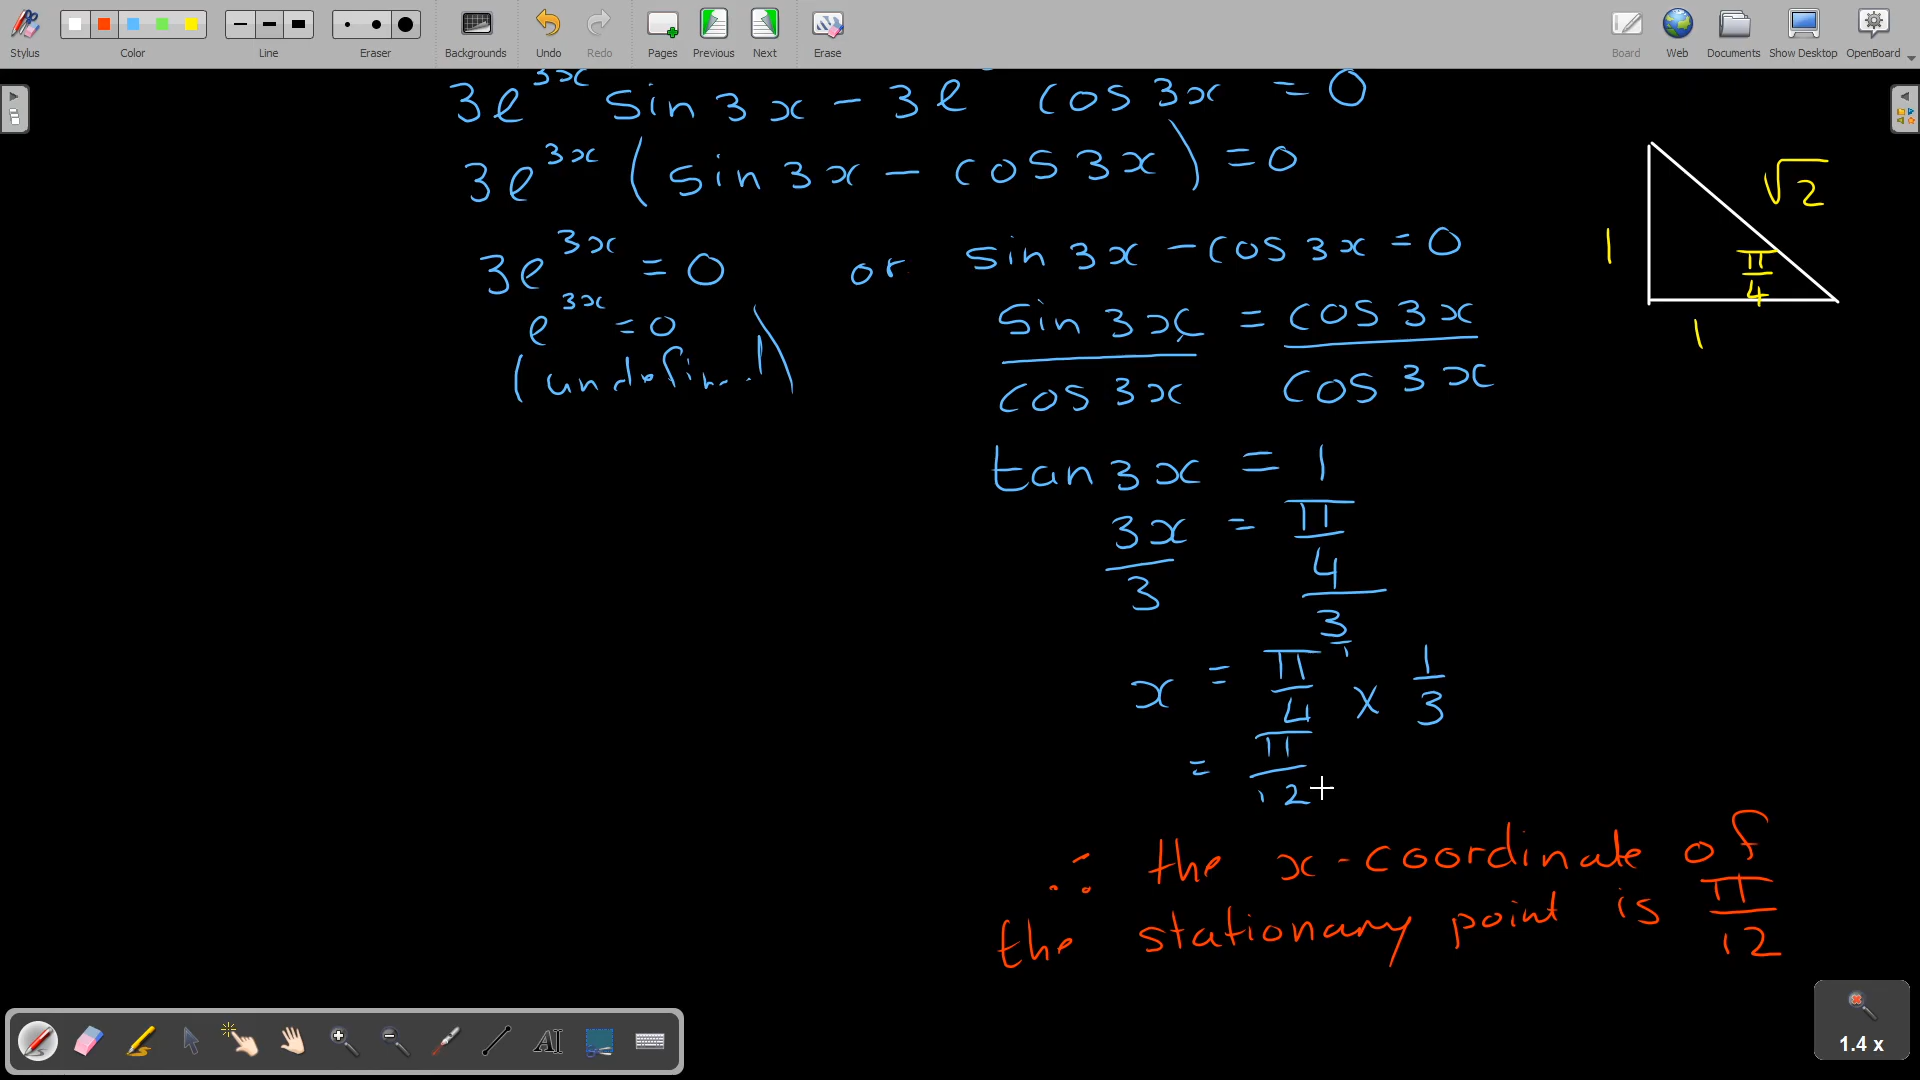 Stylus Color Line Eraser Backgrounds Undo Redo Pages Previous Next Erase Board Web Documents Show Desktop OpenBoard
3e^{3x} sin 3x - 3e cos 3x = 0
3e^{3x} (sin 3x - cos 3x) = 0
3e^{3x} = 0 or sin 3x - cos 3x = 0
e^{3x} = 0
(undefined)
sin 3x / cos 3x = cos 3x / cos 3x
tan 3x = 1
3x / 3 = π/4 / 3/1
x = π/4 × 1/3
= π/12
∴ the x-coordinate of
the stationary point is π/12
1
√2
π/4
1
AI
1.4 x